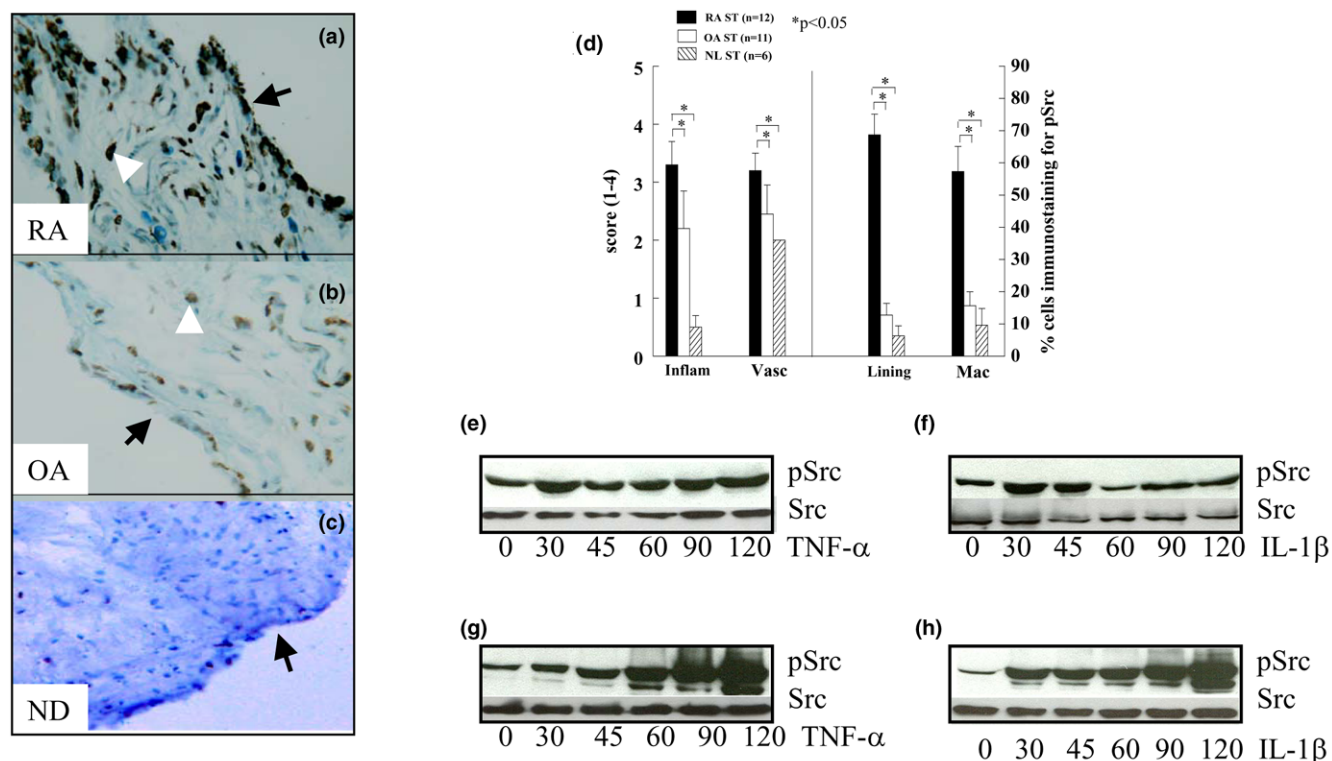 (a)
RA
(b)
OA
(c)
ND
(d)
RA ST (n=12)
OA ST (n=11)
NL ST (n=6)
*p<0.05
5
4
3
2
1
0
score (1-4)
90
80
70
60
50
40
30
20
10
0
% cells immunostaining for pSrc
* * * * * * * *
Inflam Vasc Lining Mac
(e)
pSrc
Src
0 30 45 60 90 120 TNF-α
(f)
pSrc
Src
0 30 45 60 90 120 IL-1β
(g)
pSrc
Src
0 30 45 60 90 120 TNF-α
(h)
pSrc
Src
0 30 45 60 90 120 IL-1β